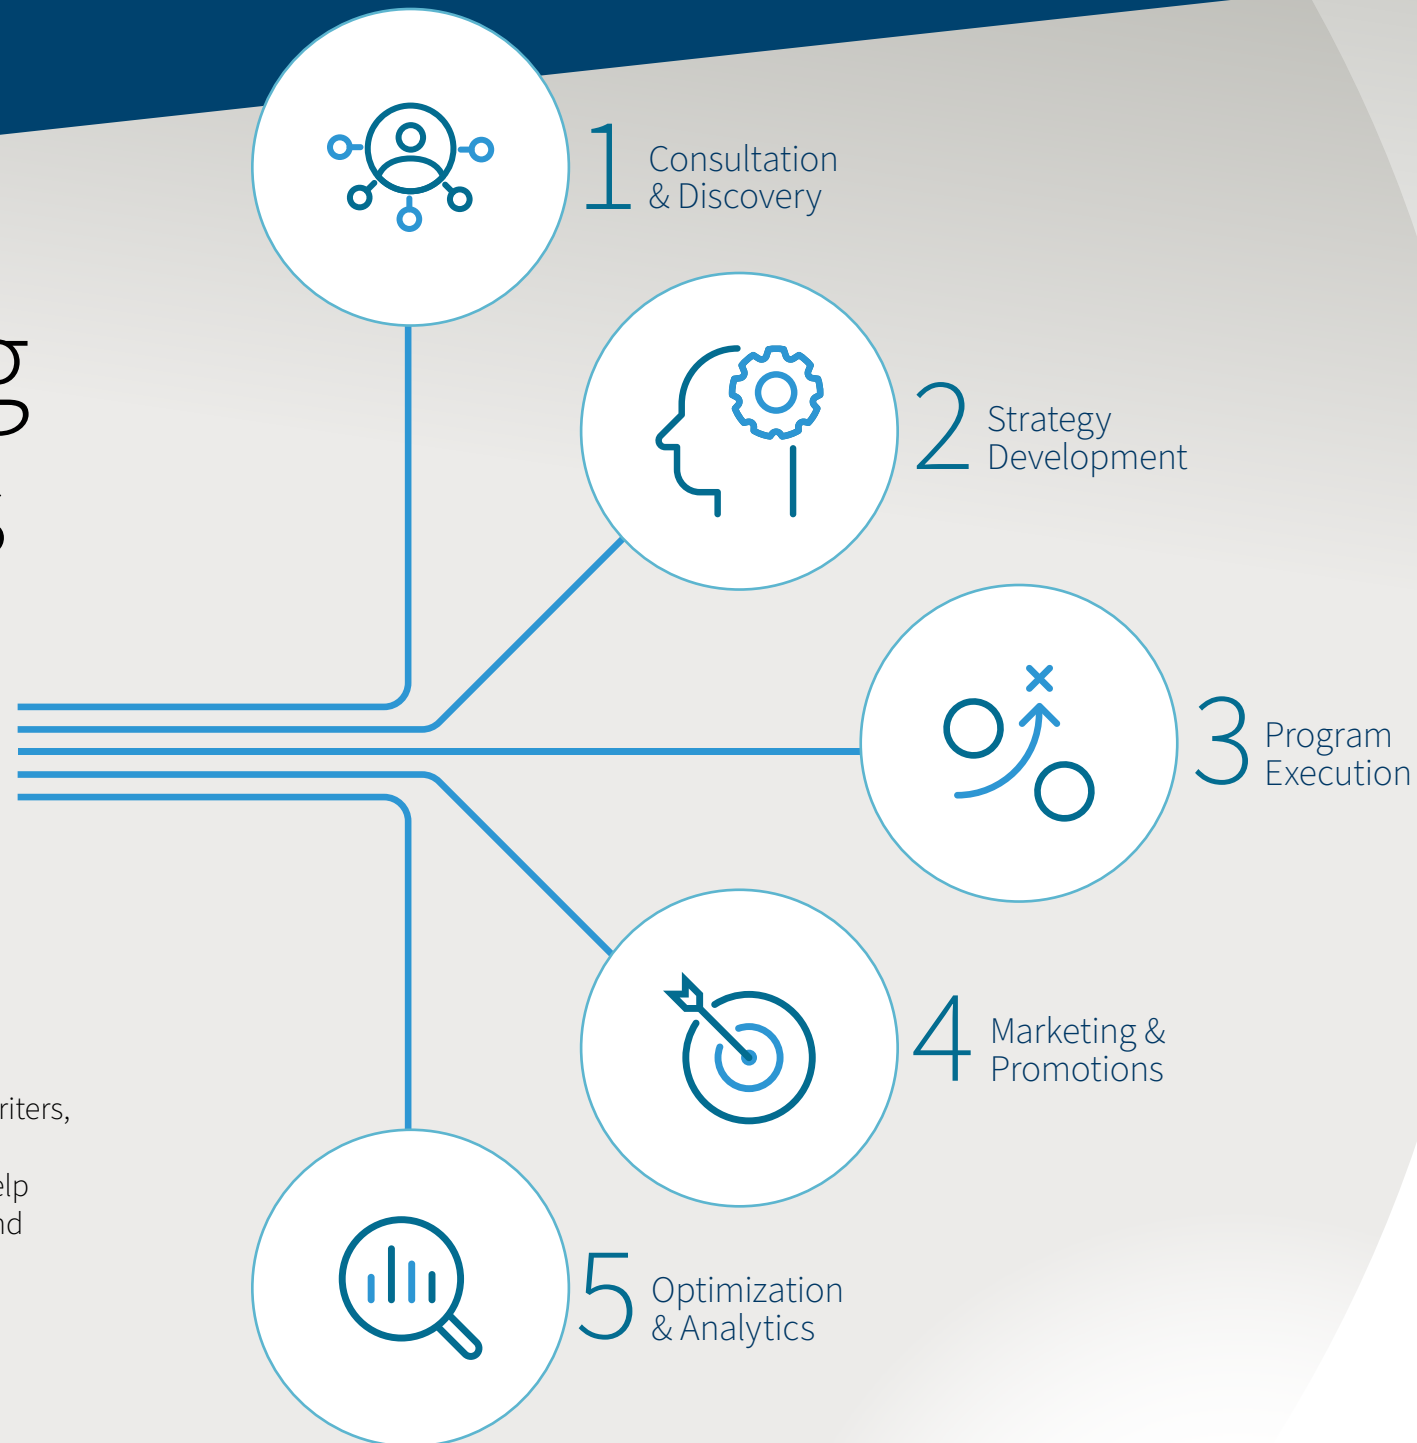 1 Consultation
& Discovery
2 Strategy
Development
3 Program
Execution
4 Marketing &
Promotions
5 Optimization
& Analytics